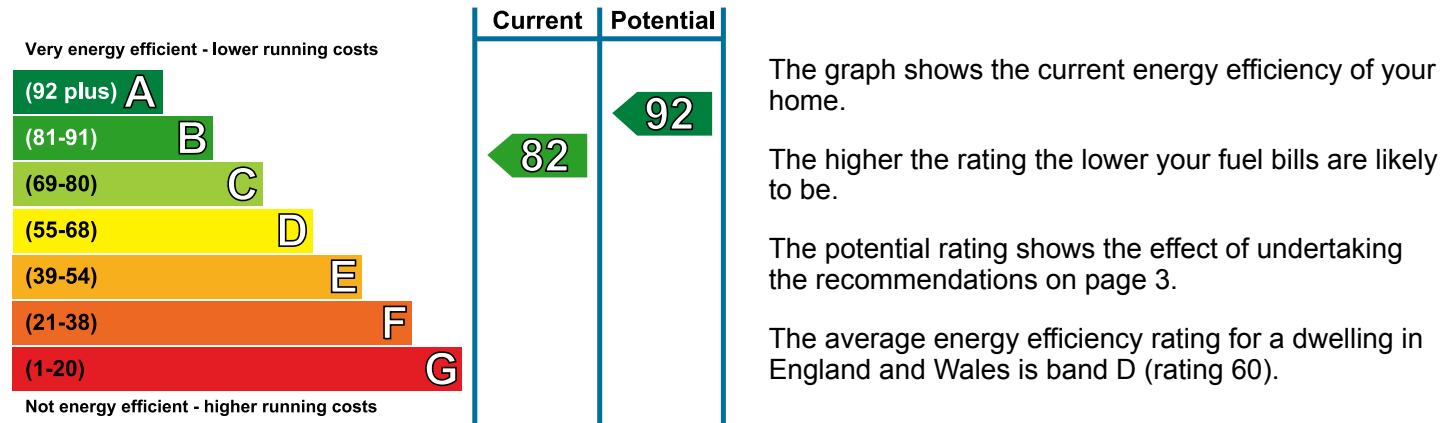 Current Potential
Very energy efficient - lower running costs
(92 plus) A
(81-91) B
(69-80) C
(55-68) D
(39-54) E
(21-38) F
(1-20) G
Not energy efficient - higher running costs
82
92
The graph shows the current energy efficiency of your
home.
The higher the rating the lower your fuel bills are likely
to be.
The potential rating shows the effect of undertaking
the recommendations on page 3.
The average energy efficiency rating for a dwelling in
England and Wales is band D (rating 60).